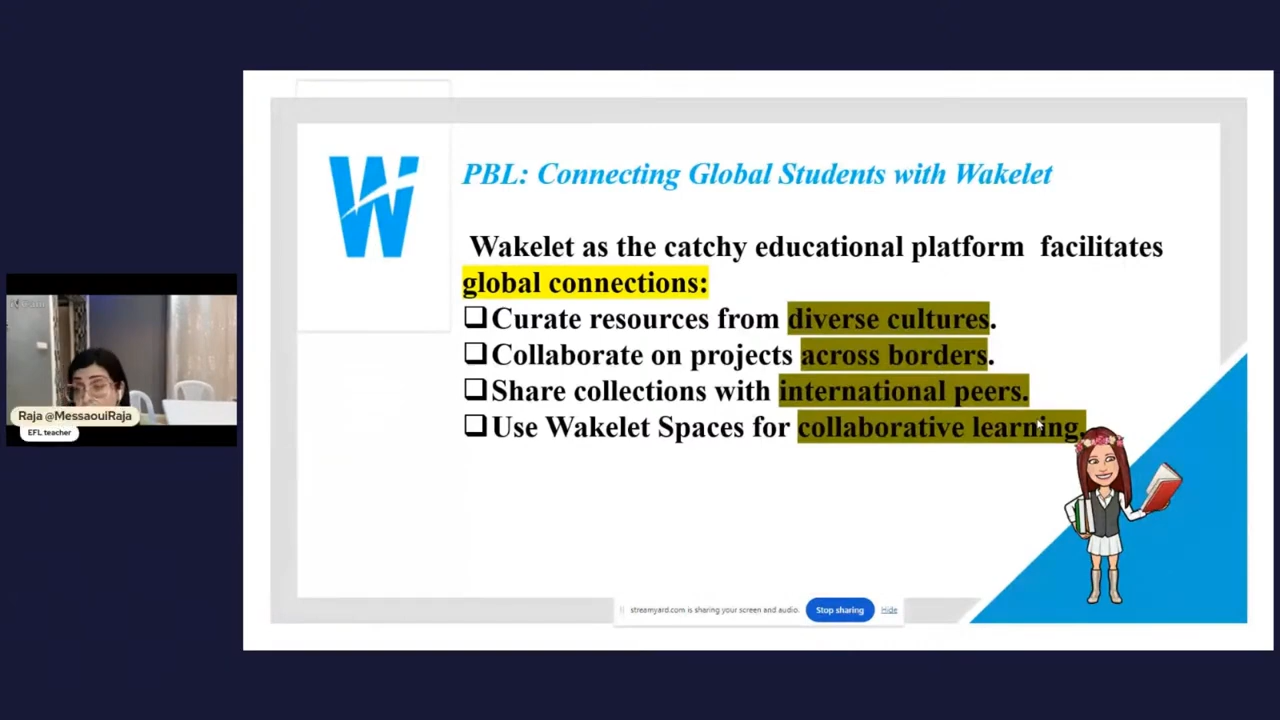 PBL: Connecting Global Students with Wakelet
Wakelet as the catchy educational platform facilitates
global connections:
Curate resources from diverse cultures.
Collaborate on projects across borders.
Share collections with international peers.
Use Wakelet Spaces for collaborative learning.
Raja @MessaouiRaja
EFL teacher
streamyard.com is sharing your screen and audio.
Stop sharing
Hide